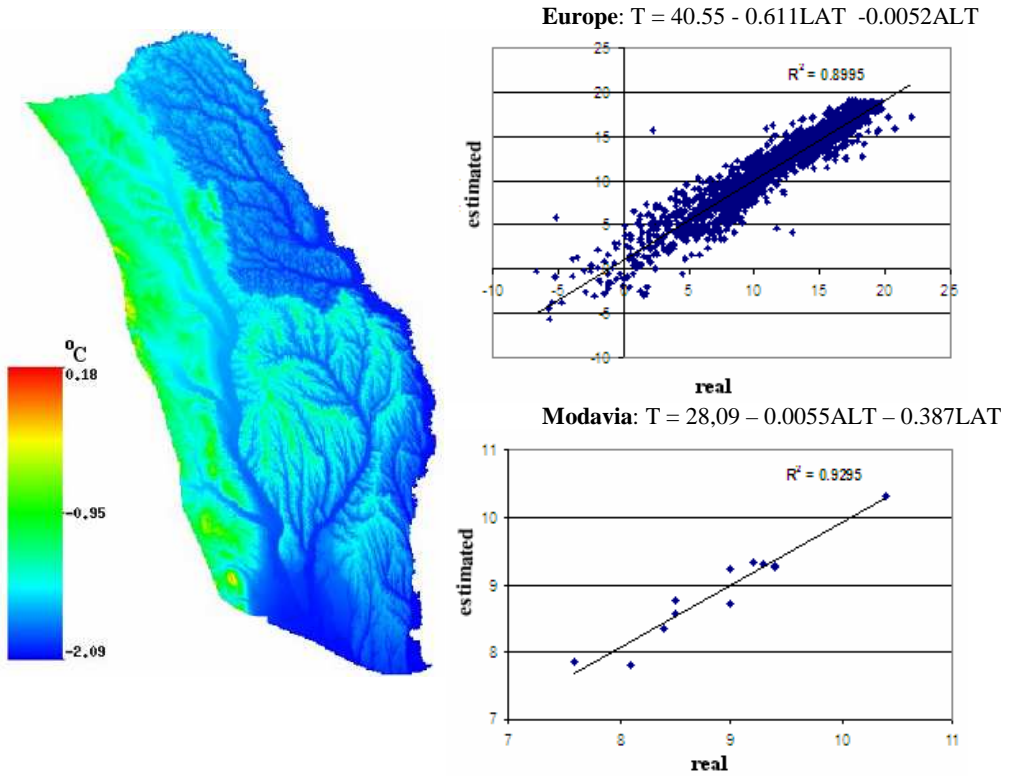 Europe: T = 40.55 - 0.611LAT -0.0052ALT
25
20
15
10
5
-5
-10
-10 -5 0 5 10 15 20 25
R² = 0.8995
estimated
real
°C
0.18
-0.95
-2.09
Modavia: T = 28,09 – 0.0055ALT – 0.387LAT
11
10
9
8
7
7 8 9 10 11
R² = 0.9295
estimated
real